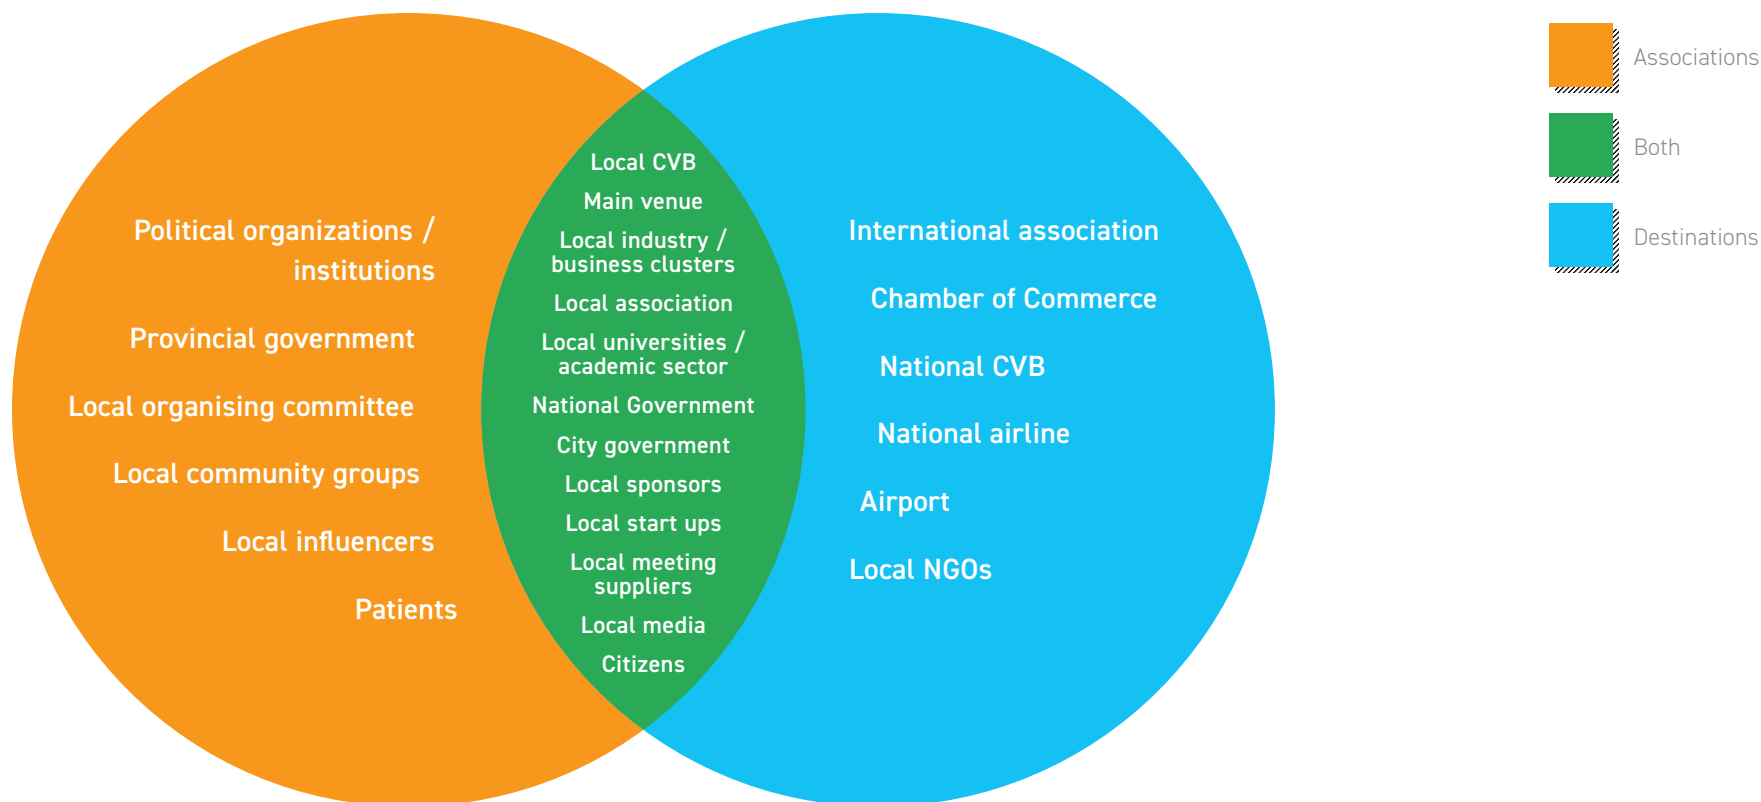 Political organizations /
institutions
Provincial government
Local organising committee
Local community groups
Local influencers
Patients
Local CVB
Main venue
Local industry /
business clusters
Local association
Local universities /
academic sector
National Government
City government
Local sponsors
Local start ups
Local meeting
suppliers
Local media
Citizens
International association
Chamber of Commerce
National CVB
National airline
Airport
Local NGOs
Associations
Both
Destinations